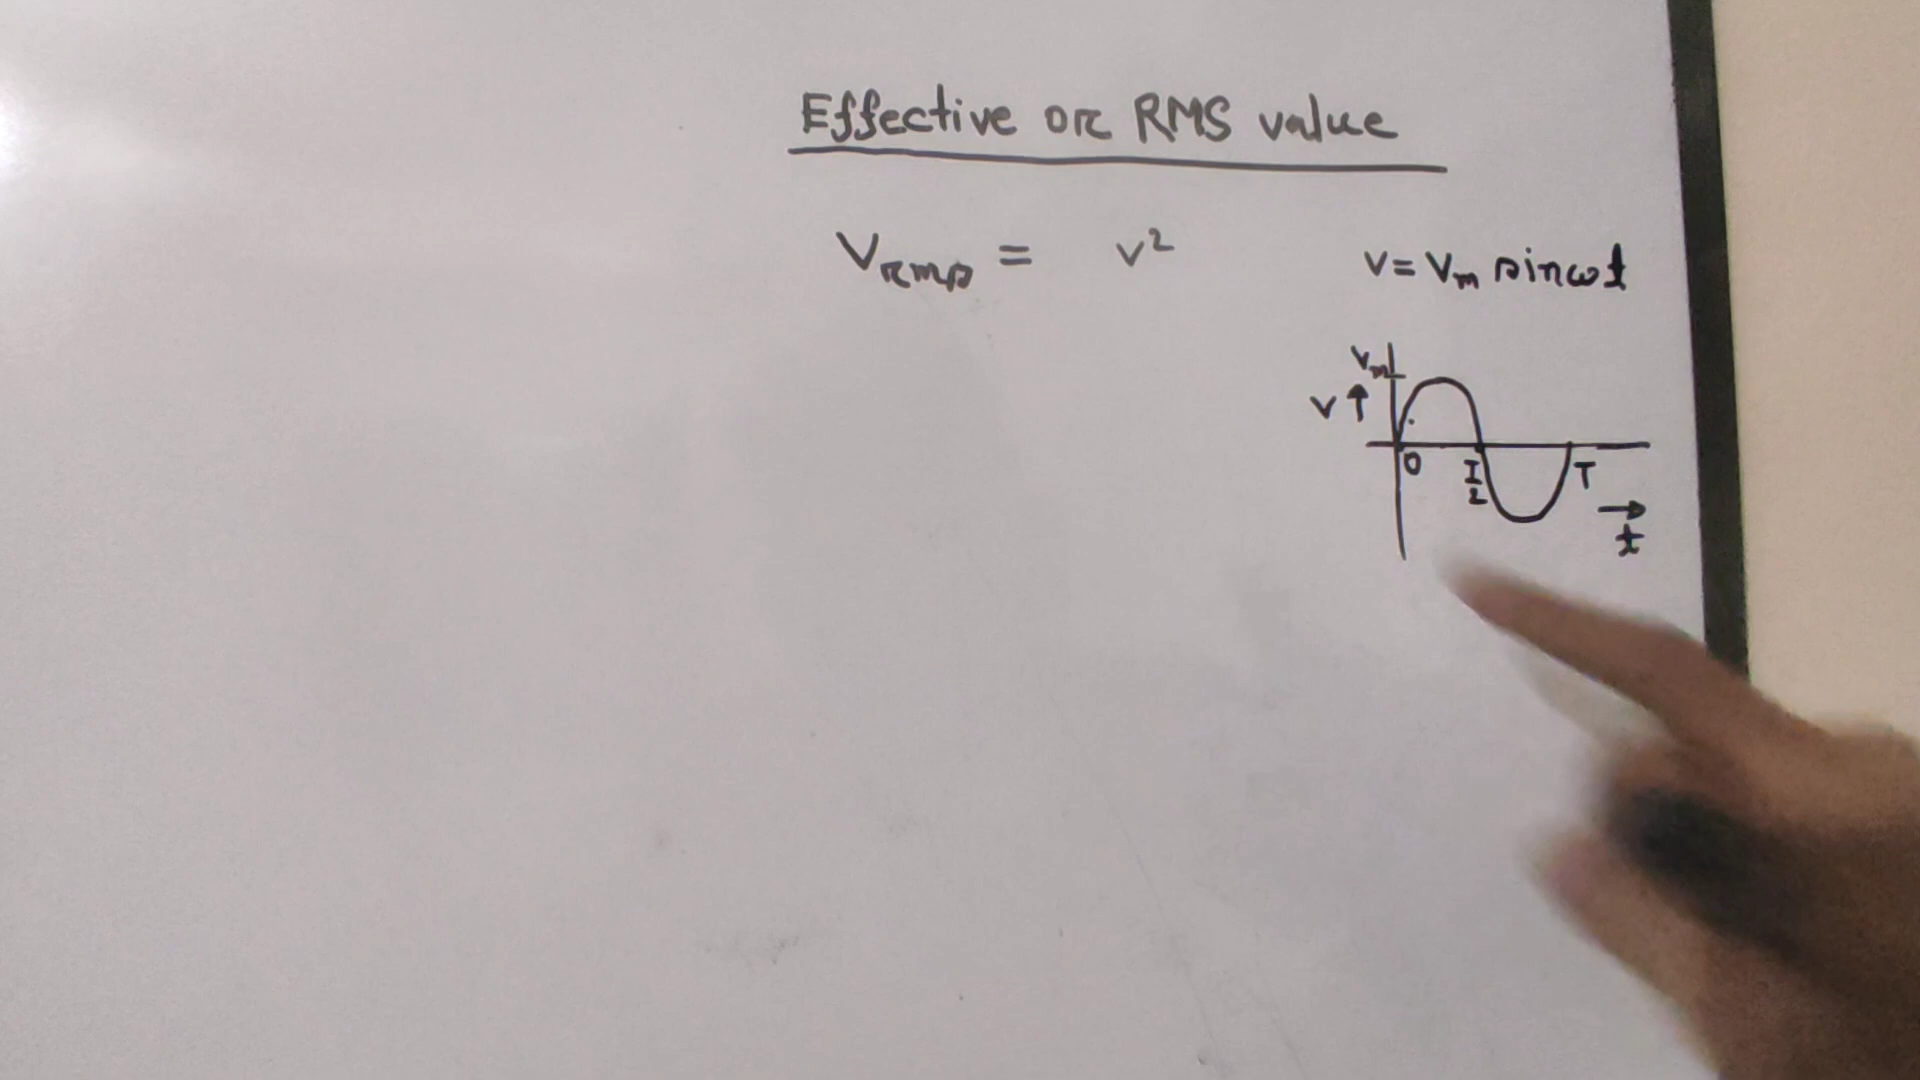 Effective or RMS value
Vrms = v²
v = Vm sinωt
Vm
v ↑
0
T/2
T
→
t